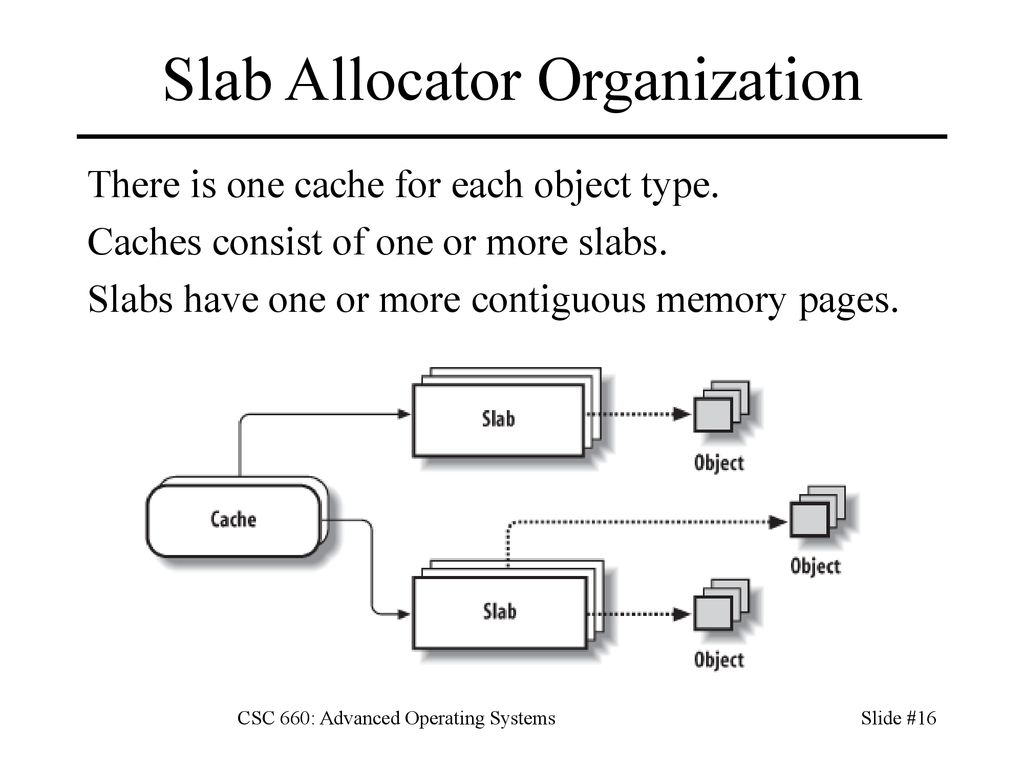 Slab Allocator Organization
There is one cache for each object type.
Caches consist of one or more slabs.
Slabs have one or more contiguous memory pages.
Slab
Object
Cache
Object
Slab
Object
CSC 660: Advanced Operating Systems
Slide #16